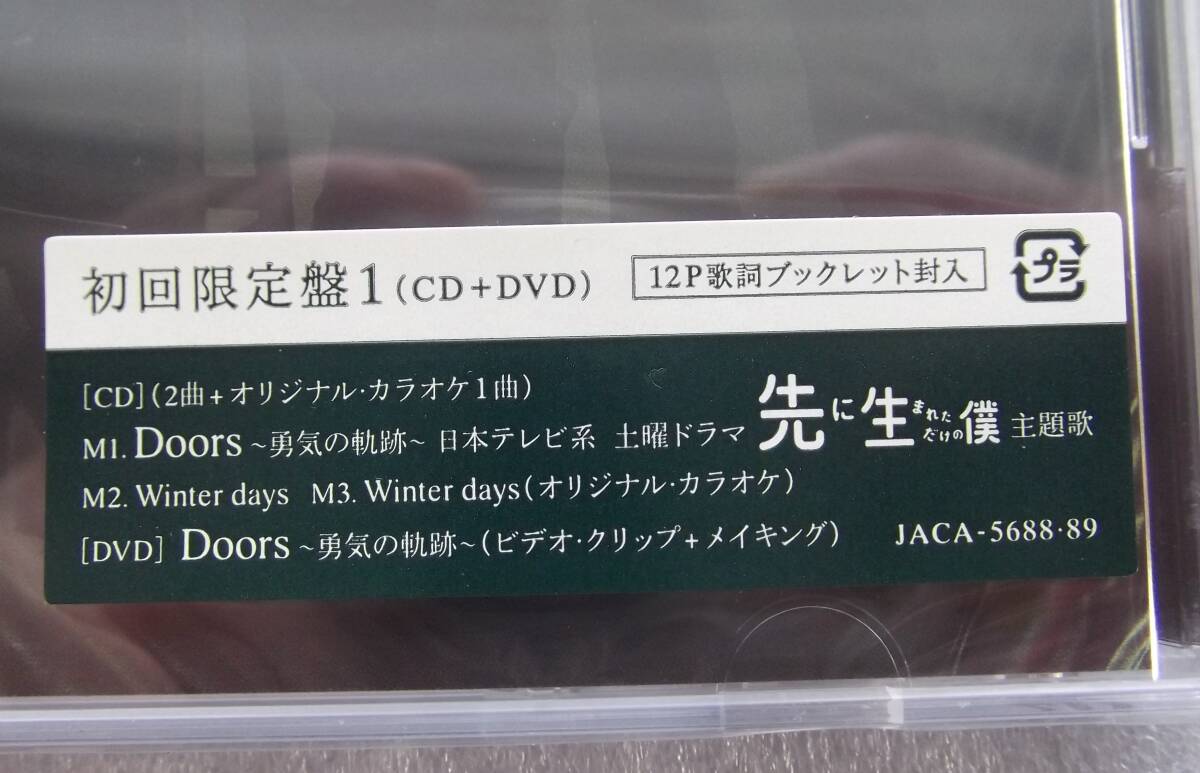 初回限定盤1(CD+DVD) 12P歌詞ブックレット封入 プラ
[CD](2曲+オリジナル·カラオケ1曲)
M1. Doors ~勇気の軌跡~ 日本テレビ系 土曜ドラマ 先に生まれただけの僕 主題歌
M2. Winter days M3. Winter days(オリジナル·カラオケ)
[DVD] Doors ~勇気の軌跡~(ビデオ·クリップ+メイキング) JACA-5688·89